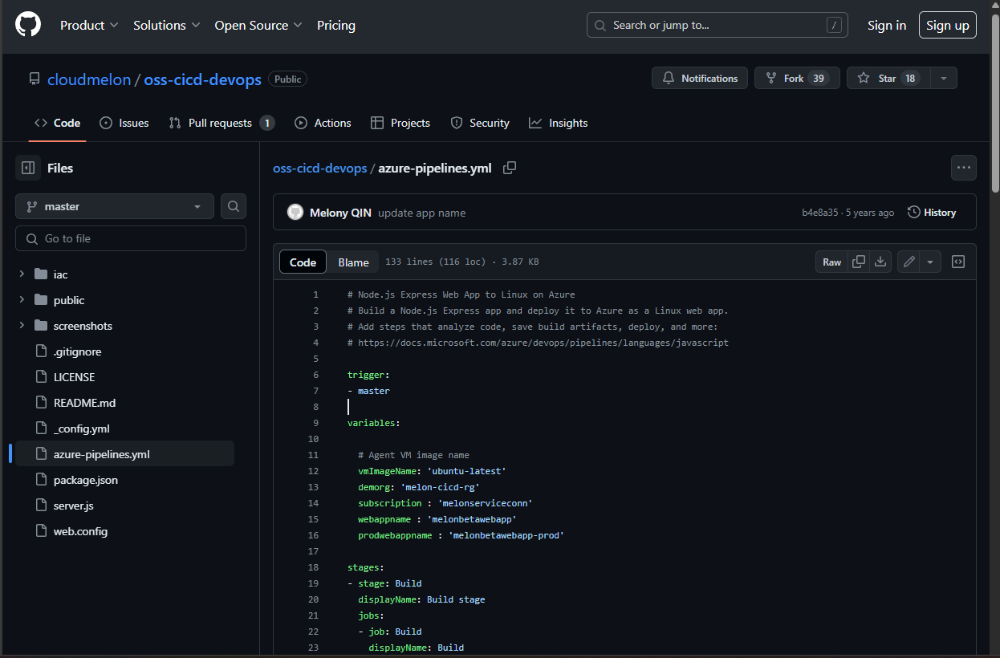 Product Solutions Open Source Pricing Search or jump to... / Sign in Sign up
cloudmelon / oss-cicd-devops Public Notifications Fork 39 Star 18
Code Issues Pull requests 1 Actions Projects Security Insights
Files
master
Go to file
iac
public
screenshots
.gitignore
LICENSE
README.md
_config.yml
azure-pipelines.yml
package.json
server.js
web.config
oss-cicd-devops / azure-pipelines.yml
Melony QIN update app name b4e8a35 · 5 years ago History
Code Blame 133 lines (116 loc) · 3.87 KB Raw
1 # Node.js Express Web App to Linux on Azure
2 # Build a Node.js Express app and deploy it to Azure as a Linux web app.
3 # Add steps that analyze code, save build artifacts, deploy, and more:
4 # https://docs.microsoft.com/azure/devops/pipelines/languages/javascript
5
6 trigger:
7 - master
8
9 variables:
10
11 # Agent VM image name
12 vmImageName: 'ubuntu-latest'
13 demorg: 'melon-cicd-rg'
14 subscription : 'melonserviceconn'
15 webappname : 'melonbetawebapp'
16 prodwebappname : 'melonbetawebapp-prod'
17
18 stages:
19 - stage: Build
20 displayName: Build stage
21 jobs:
22 - job: Build
23 displayName: Build